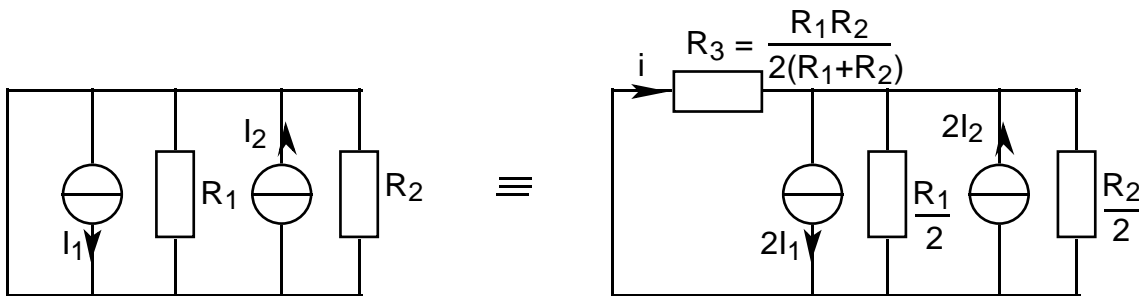 I1
R1
I2
R2
≡
i
R3 = R1R2
2(R1+R2)
2I1
R1
2
2I2
R2
2